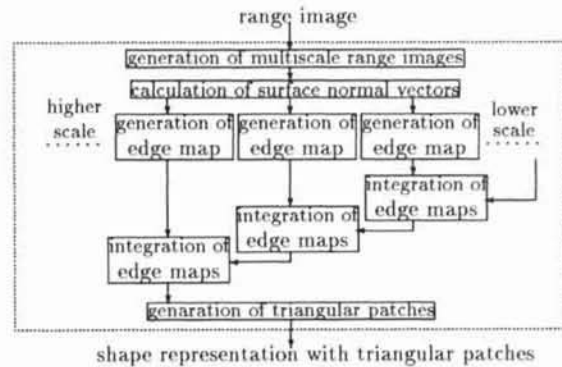 range image
generation of multiscale range images
calculation of surface normal vectors
higher
scale
generation of
edge map
generation of
edge map
generation of
edge map
lower
scale
integration of
edge maps
integration of
edge maps
integration of
edge maps
genaration of triangular patches
shape representation with triangular patches